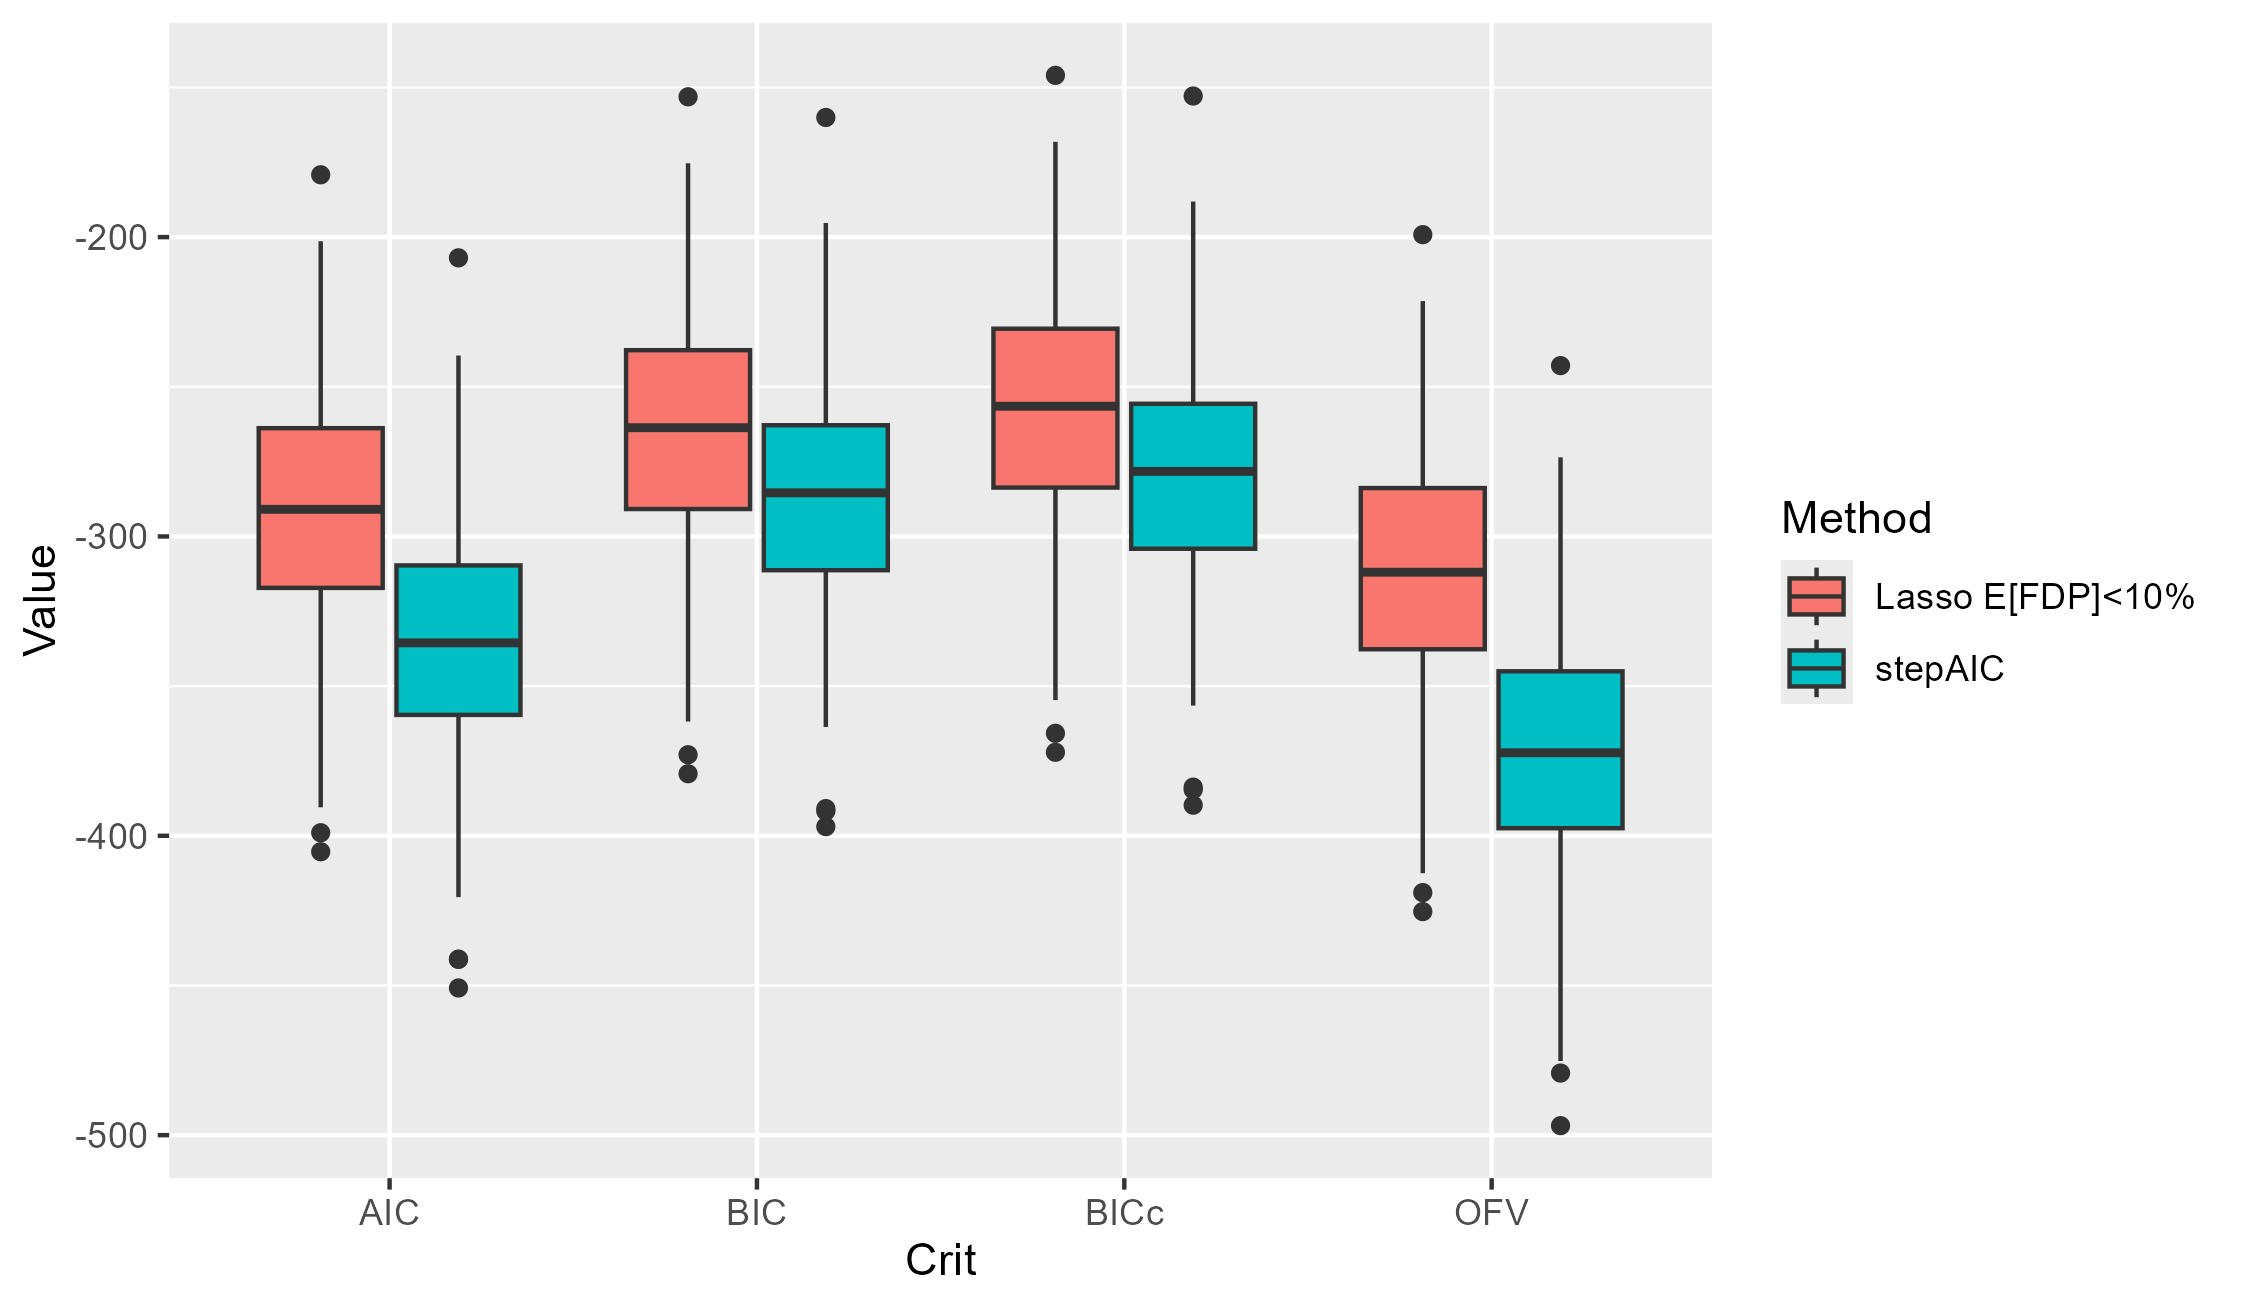 Value
-200
-300
-400
-500
AIC
BIC
BICc
OFV
Crit
Method
Lasso E[FDP]<10%
stepAIC